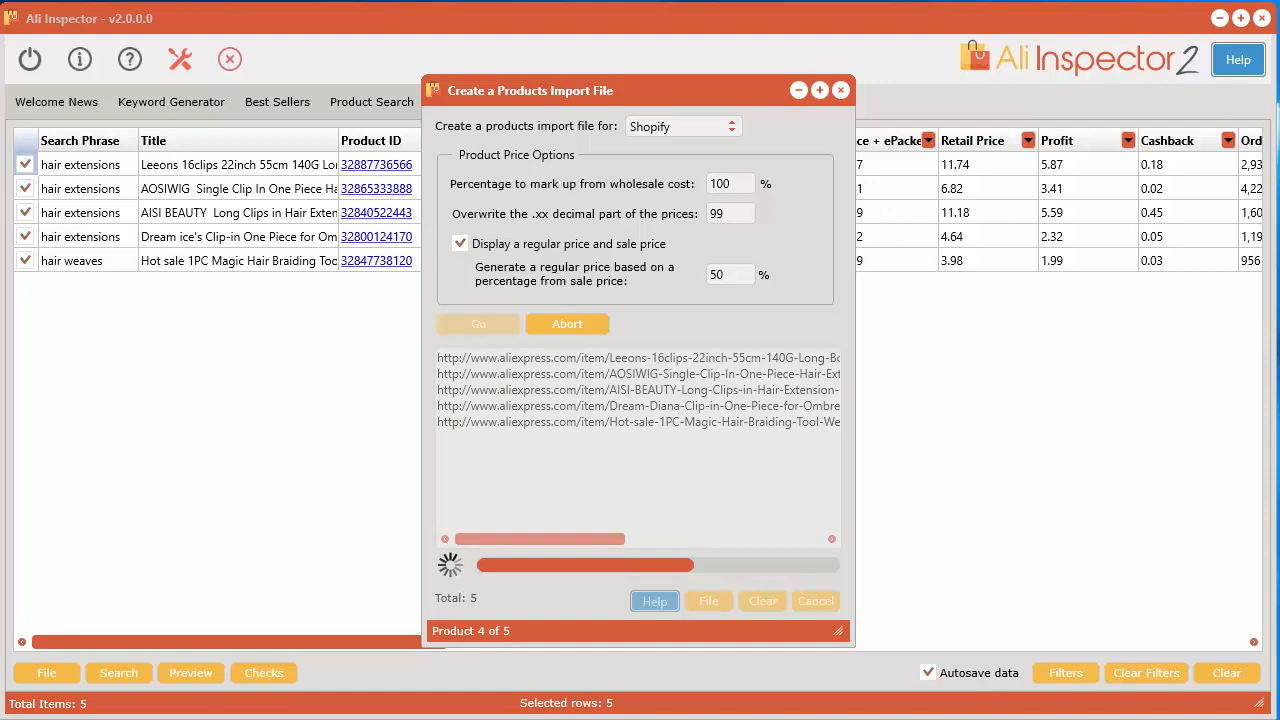 Ali Inspector - v2.0.0.0
Ali Inspector 2
Help
Welcome News
Keyword Generator
Best Sellers
Product Search
Search Phrase
Title
Product ID
ce + ePacke
Retail Price
Profit
Cashback
Ord
hair extensions Leeons 16clips 22inch 55cm 140G Lon 32887736566 7 11.74 5.87 0.18 2,93
hair extensions AOSIWIG Single Clip In One Piece Ha 32865333888 1 6.82 3.41 0.02 4,22
hair extensions AISI BEAUTY Long Clips in Hair Exten 32840522443 9 11.18 5.59 0.45 1,60
hair extensions Dream ice's Clip-in One Piece for Om 32800124170 2 4.64 2.32 0.05 1,19
hair weaves Hot sale 1PC Magic Hair Braiding Too 32847738120 9 3.98 1.99 0.03 956
Create a Products Import File
Create a products import file for: Shopify
Product Price Options
Percentage to mark up from wholesale cost: 100 %
Overwrite the .xx decimal part of the prices: 99
Display a regular price and sale price
Generate a regular price based on a
percentage from sale price: 50 %
Go
Abort
http://www.aliexpress.com/item/Leeons-16clips-22inch-55cm-140G-Long-Bo
http://www.aliexpress.com/item/AOSIWIG-Single-Clip-In-One-Piece-Hair-Ext
http://www.aliexpress.com/item/AISI-BEAUTY-Long-Clips-in-Hair-Extension-
http://www.aliexpress.com/item/Dream-Diana-Clip-in-One-Piece-for-Ombre
http://www.aliexpress.com/item/Hot-sale-1PC-Magic-Hair-Braiding-Tool-We
Total: 5
Help
File
Clear
Cancel
Product 4 of 5
File
Search
Preview
Checks
Autosave data
Filters
Clear Filters
Clear
Total Items: 5
Selected rows: 5